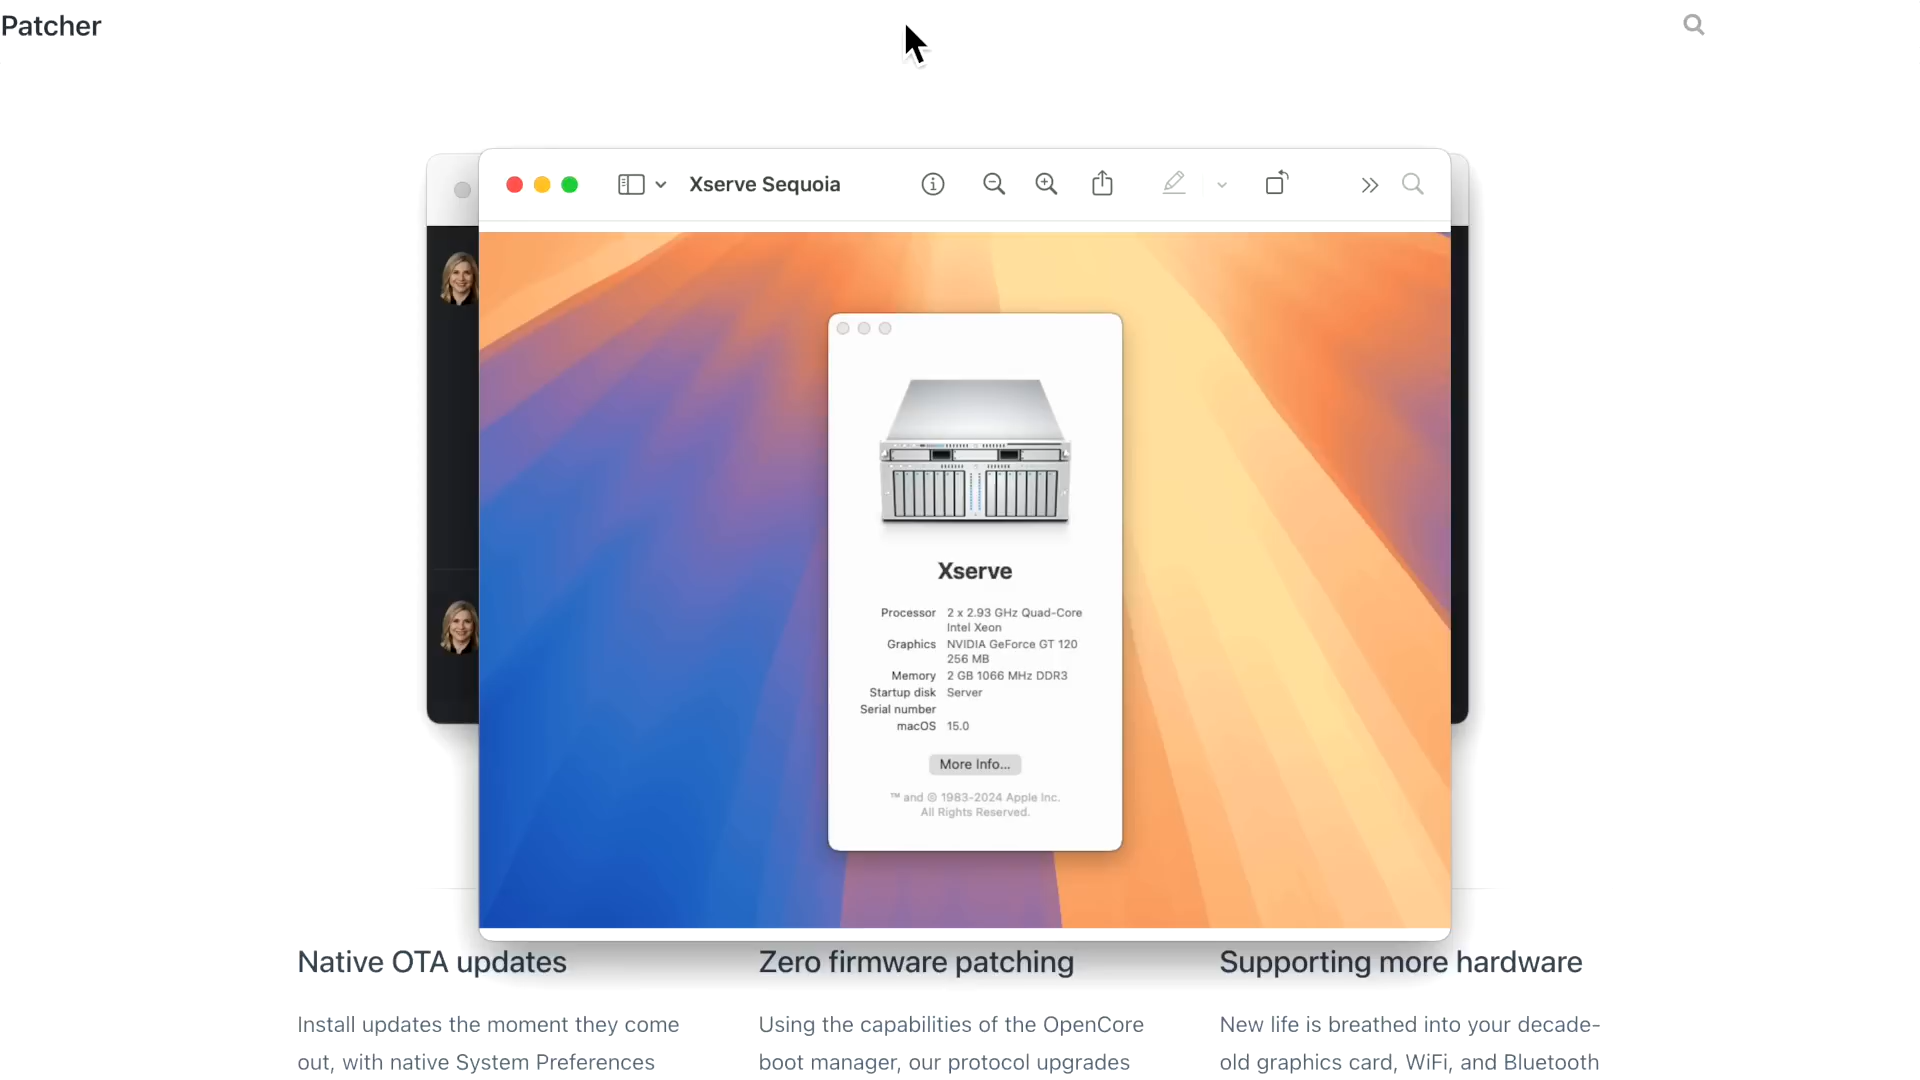 Patcher
Xserve Sequoia
Xserve
Processor 2 x 2.93 GHz Quad-Core
Intel Xeon
Graphics NVIDIA GeForce GT 120
256 MB
Memory 2 GB 1066 MHz DDR3
Startup disk Server
Serial number
macOS 15.0
More Info...
™ and © 1983-2024 Apple Inc.
All Rights Reserved.
Native OTA updates
Install updates the moment they come
out, with native System Preferences
Zero firmware patching
Using the capabilities of the OpenCore
boot manager, our protocol upgrades
Supporting more hardware
New life is breathed into your decade-
old graphics card, WiFi, and Bluetooth